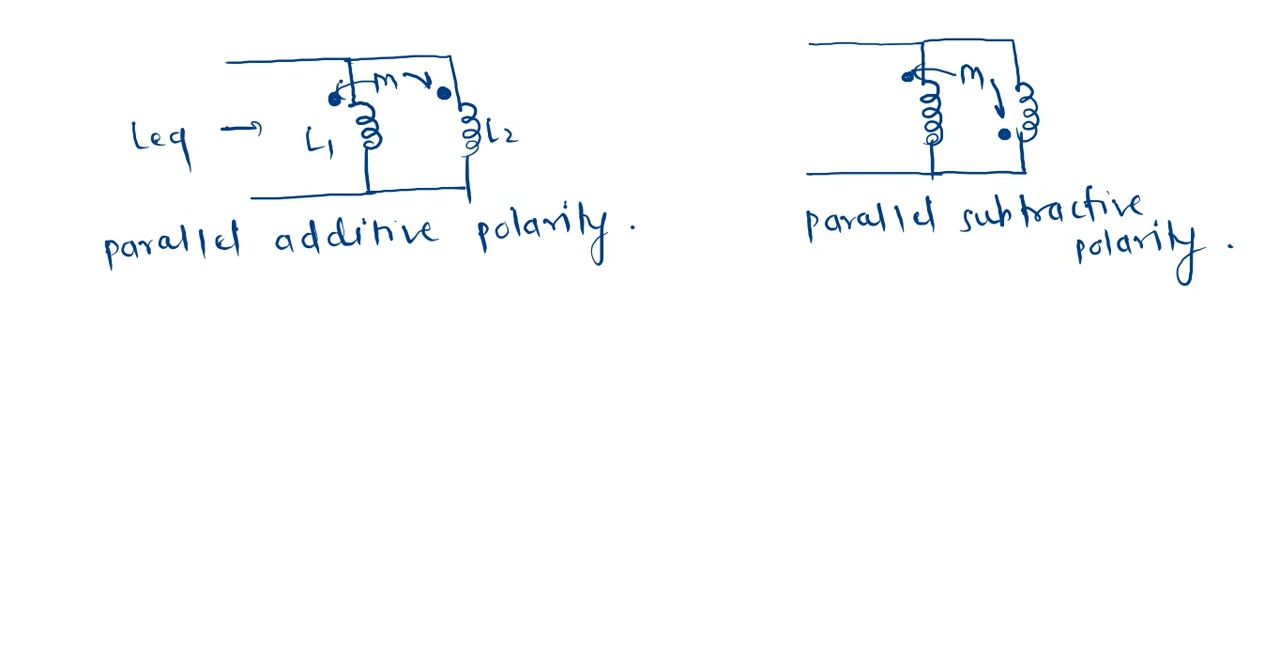 M
Leq → L1 L2
parallel additive polarity.
M
parallel subtractive
polarity.